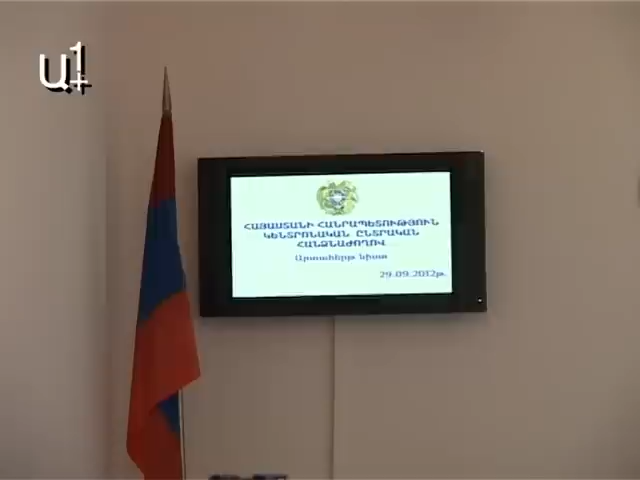 Ա1+
ՀԱՅԱՍՏԱՆԻ ՀԱՆՐԱՊԵՏՈՒԹՅՈՒՆ
ԿԵՆՏՐՈՆԱԿԱՆ ԸՆՏՐԱԿԱՆ
ՀԱՆՁՆԱԺՈՂՈՎ
Արտահերթ նիստ
29.09.2012թ.